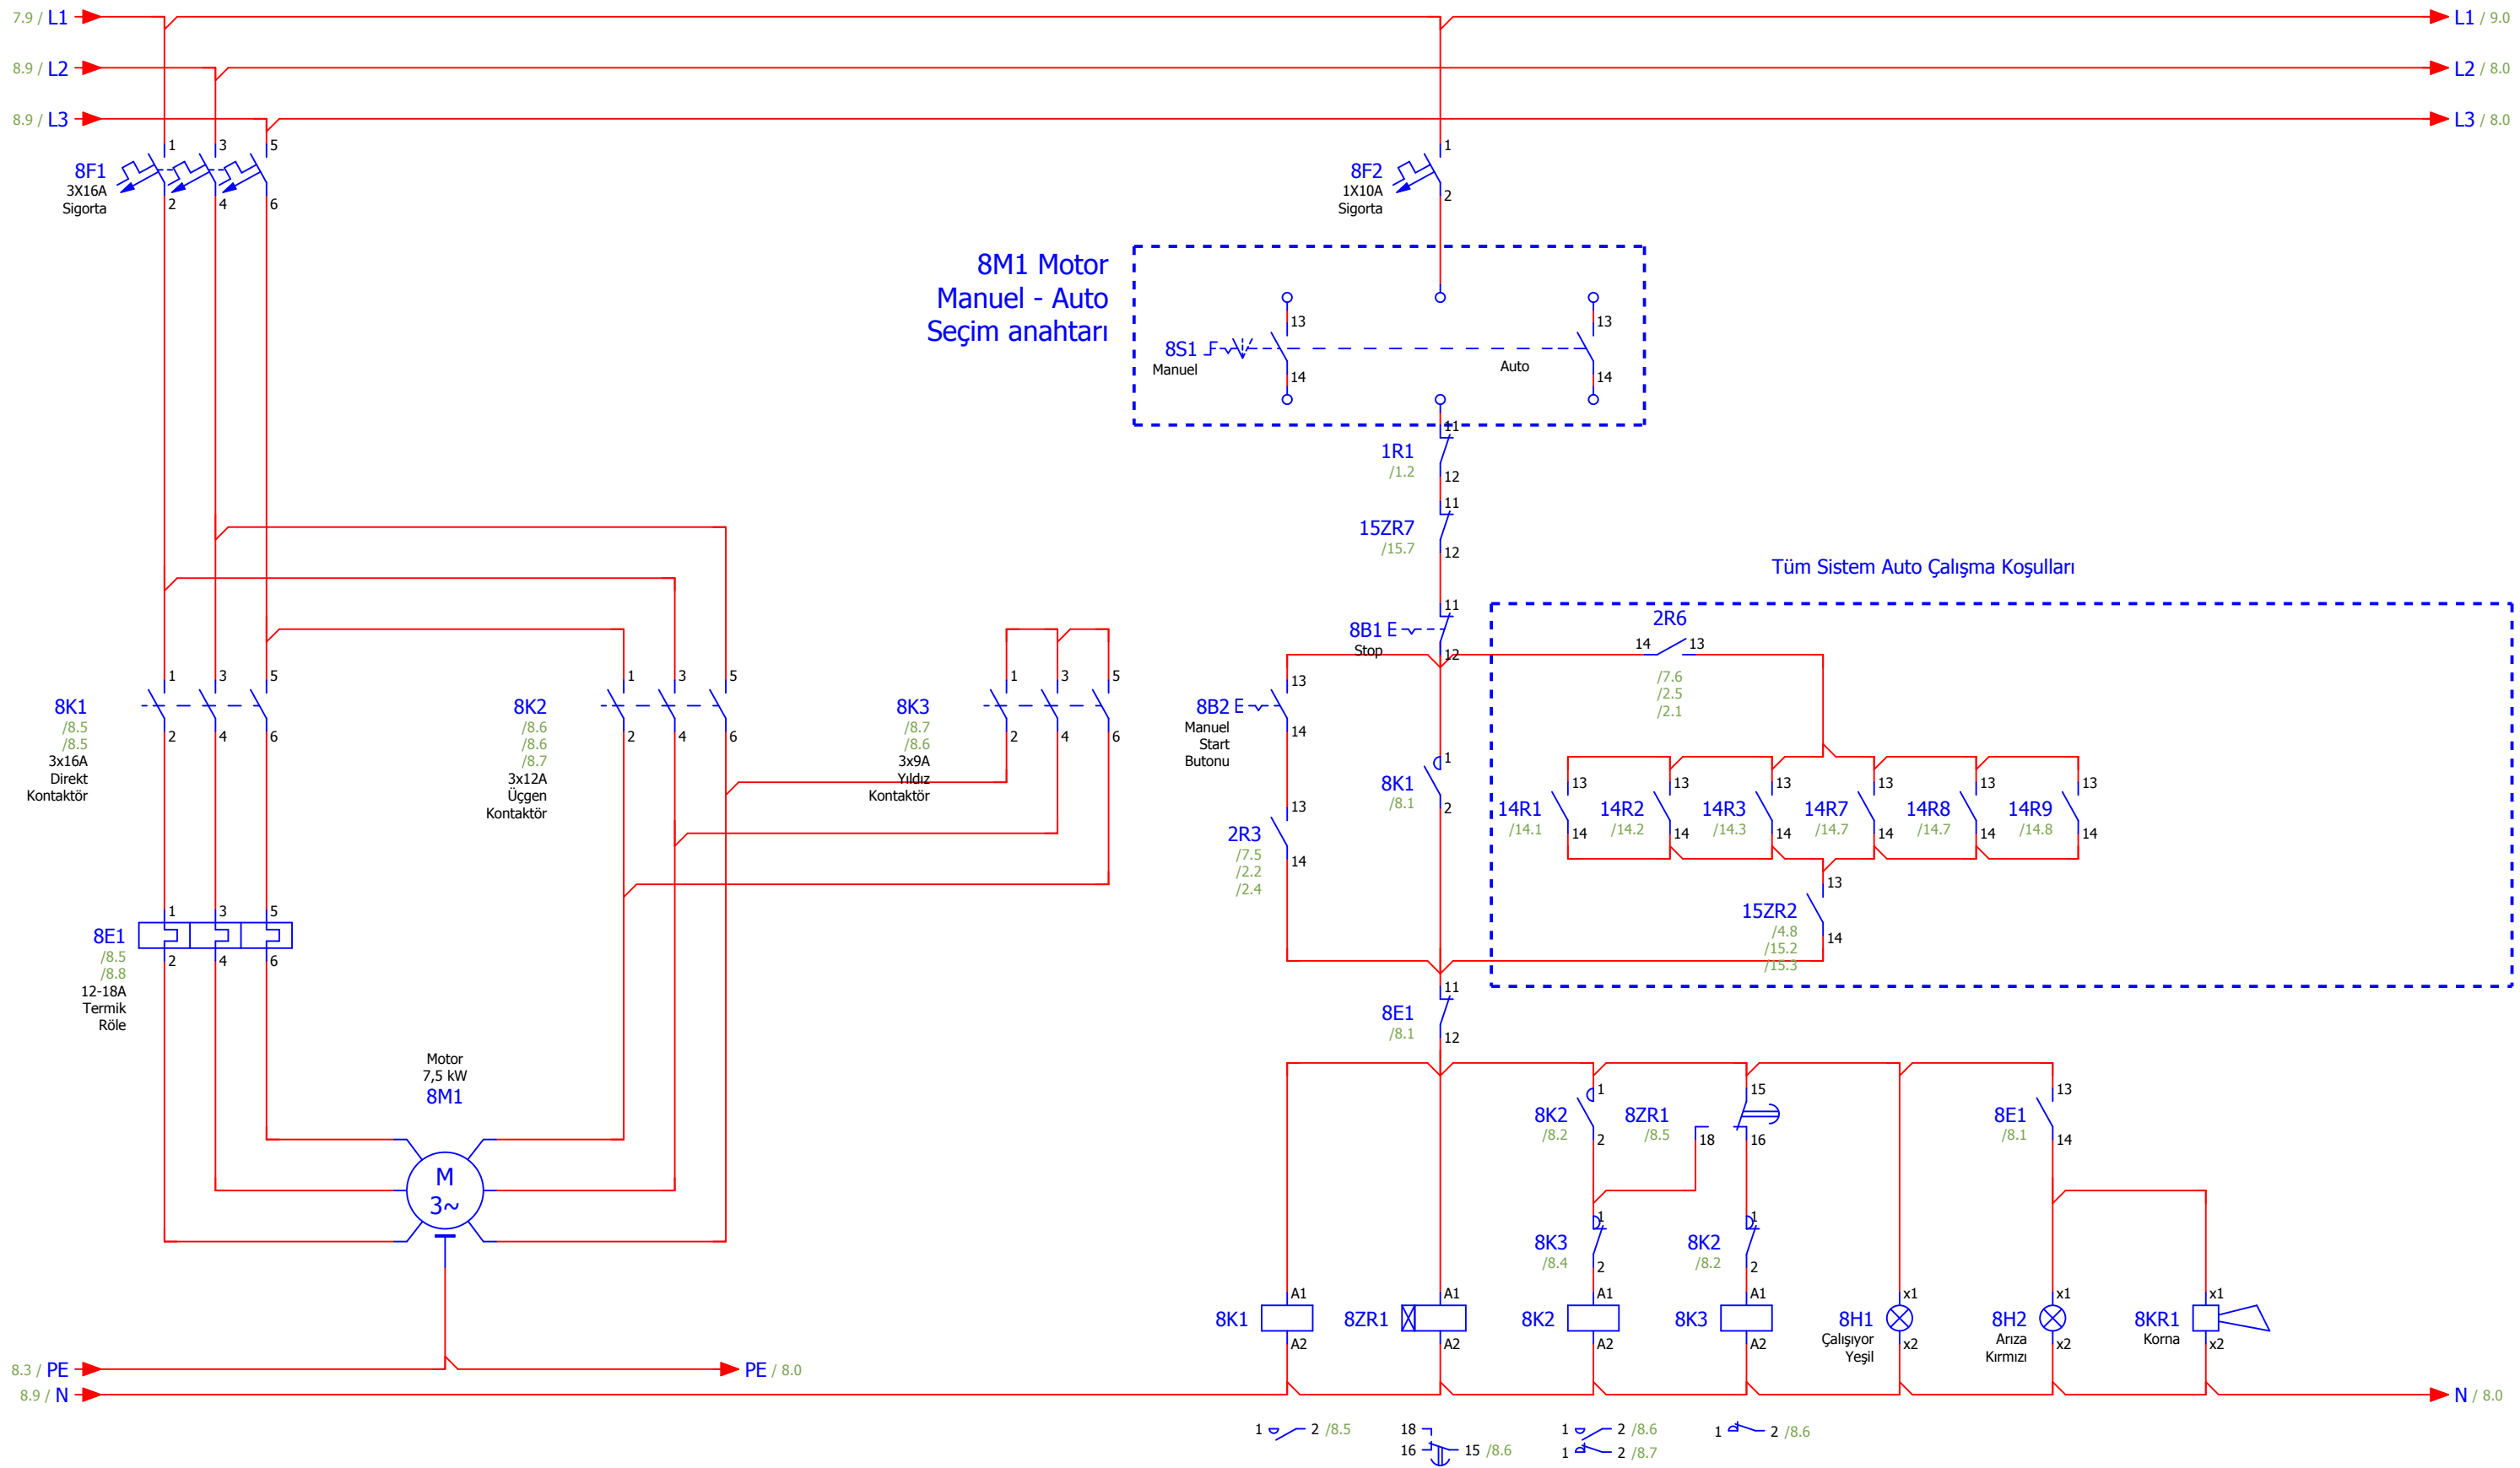 7.9 / L1
L1 / 9.0
8.9 / L2
L2 / 8.0
8.9 / L3
L3 / 8.0
8F1
3X16A
Sigorta
1 3 5
2 4 6
8F2
1X10A
Sigorta
1
2
8M1 Motor
Manuel - Auto
Seçim anahtarı
8S1
Manuel
13
14
Auto
13
14
1R1
/1.2
11
12
15ZR7
/15.7
11
12
8B1
Stop
11
12
Tüm Sistem Auto Çalışma Koşulları
2R6
14 13
/7.6
/2.5
/2.1
8K1
/8.5
/8.5
3x16A
Direkt
Kontaktör
1 3 5
2 4 6
8K2
/8.6
/8.6
/8.7
3x12A
Üçgen
Kontaktör
1 3 5
2 4 6
8K3
/8.7
/8.6
3x9A
Yıldız
Kontaktör
1 3 5
2 4 6
8B2
Manuel
Start
Butonu
13
14
8K1
/8.1
1
2
2R3
/7.5
/2.2
/2.4
13
14
14R1
/14.1
13
14
14R2
/14.2
13
14
14R3
/14.3
13
14
14R7
/14.7
13
14
14R8
/14.7
13
14
14R9
/14.8
13
14
15ZR2
/4.8
/15.2
/15.3
13
14
8E1
/8.5
/8.8
12-18A
Termik
Röle
1 3 5
2 4 6
8E1
/8.1
11
12
Motor
7,5 kW
8M1
M
3~
8K2
/8.2
1
2
8ZR1
/8.5
15
18 16
8E1
/8.1
13
14
8K3
/8.4
1
2
8K2
/8.2
1
2
8K1
A1
A2
8ZR1
A1
A2
8K2
A1
A2
8K3
A1
A2
8H1
Çalışıyor
Yeşil
x1
x2
8H2
Arıza
Kırmızı
x1
x2
8KR1
Korna
x1
x2
8.3 / PE
PE / 8.0
8.9 / N
N / 8.0
1 2 /8.5
18
16 15 /8.6
1 2 /8.6
1 2 /8.7
1 2 /8.6